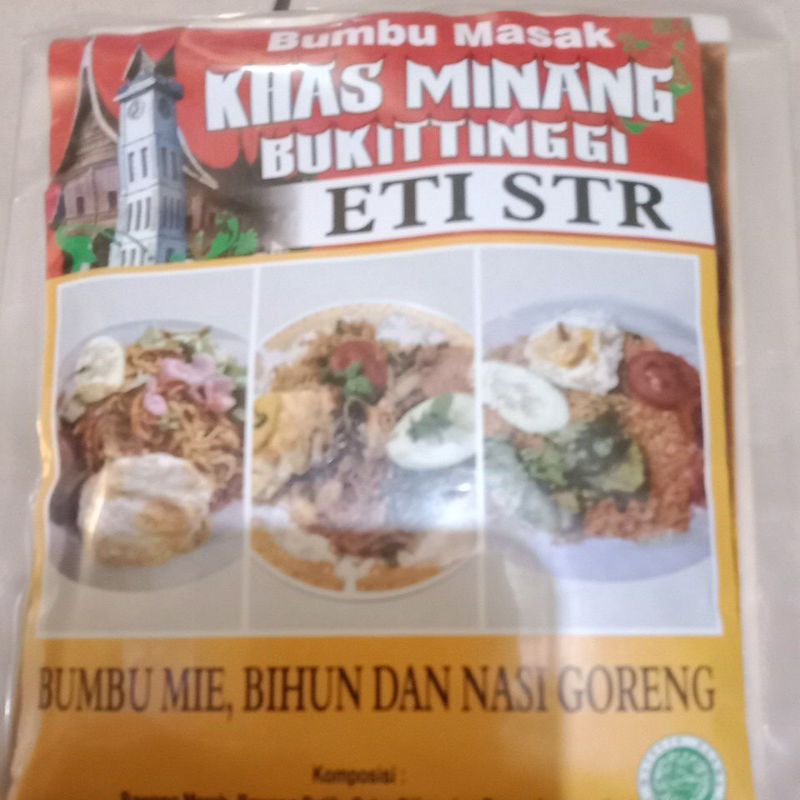 Bumbu Masak
KHAS MINANG
BUKITTINGGI
ETI STR
BUMBU MIE, BIHUN DAN NASI GORENG
Komposisi :